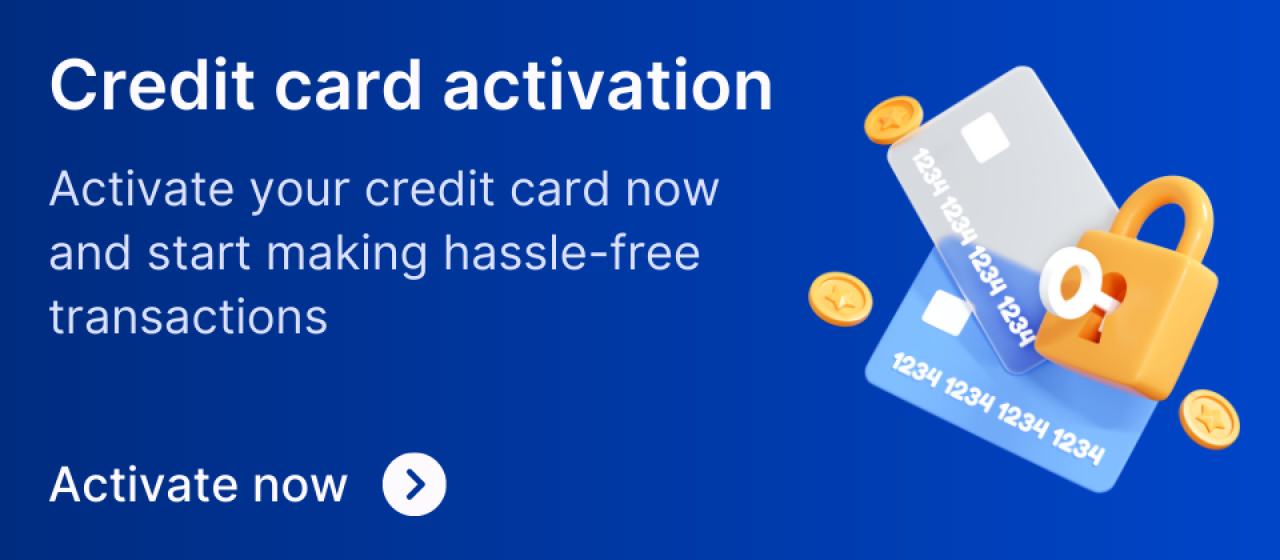 Credit card activation
Activate your credit card now
and start making hassle-free
transactions
Activate now
1234 1234 1234 1234
1234 1234 1234 1234